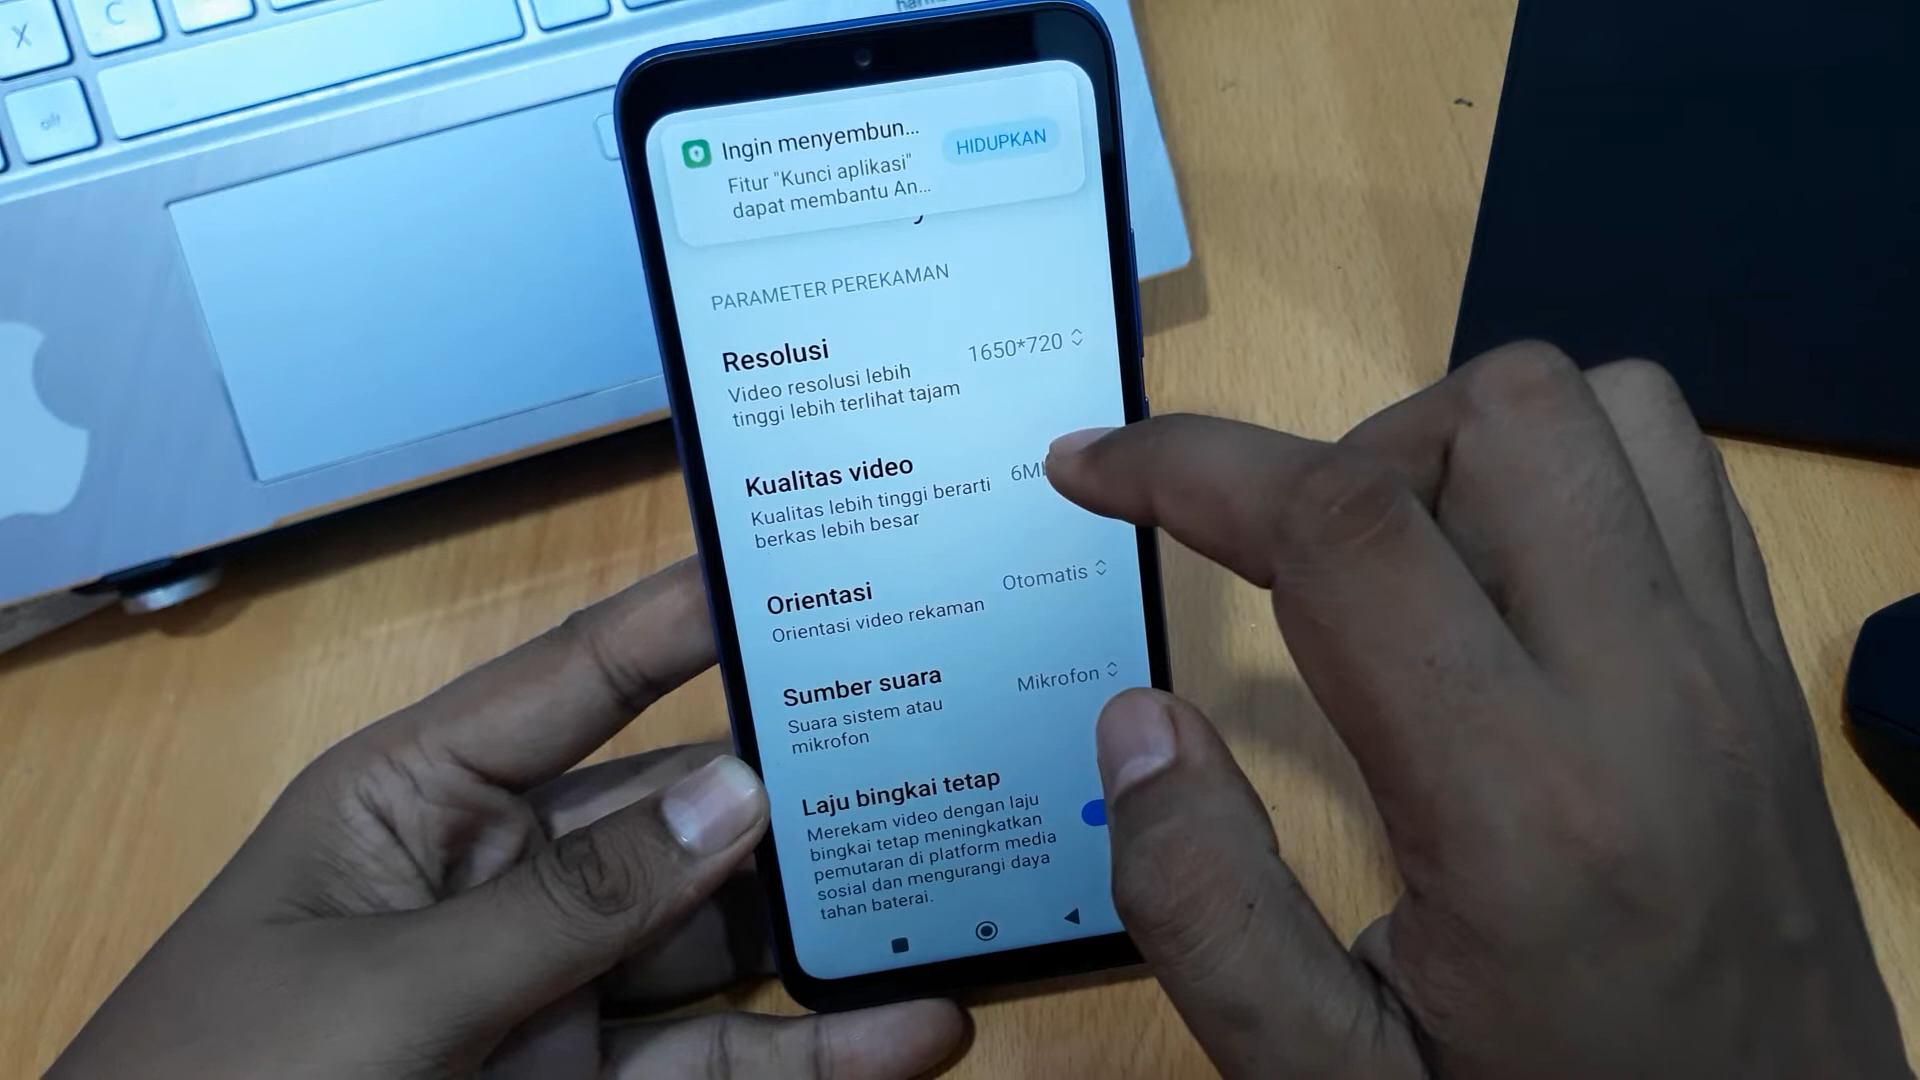 X
C
alt
Ingin menyembun...
HIDUPKAN
Fitur "Kunci aplikasi"
dapat membantu An...
PARAMETER PEREKAMAN
Resolusi
1650*720
Video resolusi lebih
tinggi lebih terlihat tajam
Kualitas video
Kualitas lebih tinggi berarti
berkas lebih besar
Orientasi
Otomatis
Orientasi video rekaman
Sumber suara
Mikrofon
Suara sistem atau
mikrofon
Laju bingkai tetap
Merekam video dengan laju
bingkai tetap meningkatkan
pemutaran di platform media
sosial dan mengurangi daya
tahan baterai.